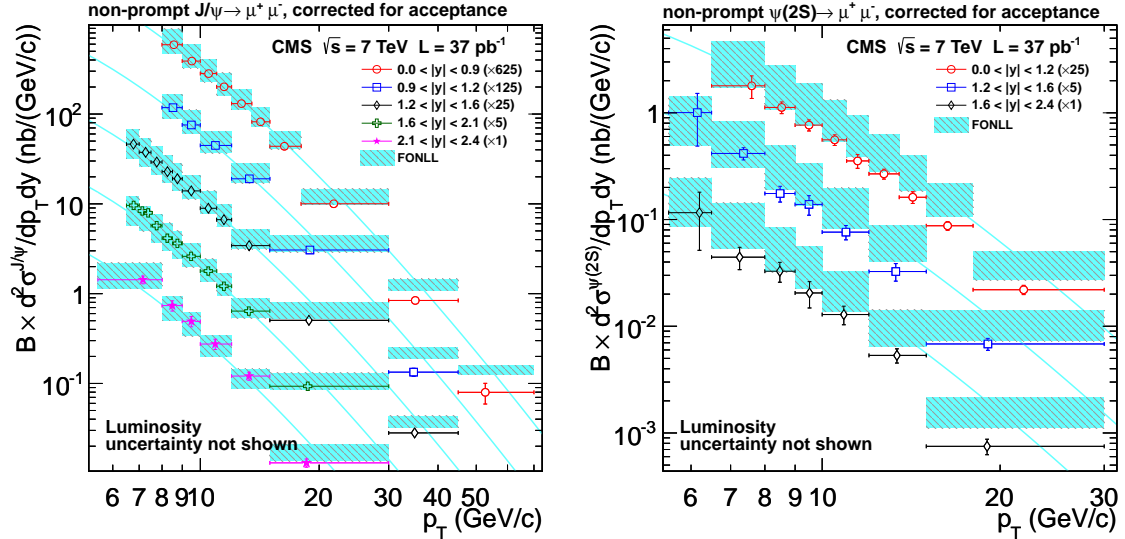 non-prompt J/ψ→ μ⁺ μ⁻, corrected for acceptance
CMS √s = 7 TeV L = 37 pb⁻¹
0.0 < |y| < 0.9 (×625)
0.9 < |y| < 1.2 (×125)
1.2 < |y| < 1.6 (×25)
1.6 < |y| < 2.1 (×5)
2.1 < |y| < 2.4 (×1)
FONLL
B × d²σ^{J/ψ}/dp_T dy (nb/(GeV/c))
10²
10
1
10⁻¹
Luminosity
uncertainty not shown
6 7 8 9 10 20 30 40 50
p_T (GeV/c)
non-prompt ψ(2S)→ μ⁺ μ⁻, corrected for acceptance
CMS √s = 7 TeV L = 37 pb⁻¹
0.0 < |y| < 1.2 (×25)
1.2 < |y| < 1.6 (×5)
1.6 < |y| < 2.4 (×1)
FONLL
B × d²σ^{ψ(2S)}/dp_T dy (nb/(GeV/c))
1
10⁻¹
10⁻²
10⁻³
Luminosity
uncertainty not shown
6 7 8 9 10 20 30
p_T (GeV/c)